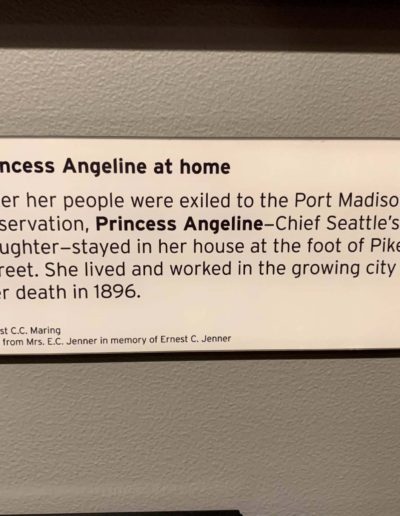 ncess Angeline at home
er her people were exiled to the Port Madiso
servation, Princess Angeline—Chief Seattle's
ughter—stayed in her house at the foot of Pike
reet. She lived and worked in the growing city
er death in 1896.
st C.C. Maring
from Mrs. E.C. Jenner in memory of Ernest C. Jenner